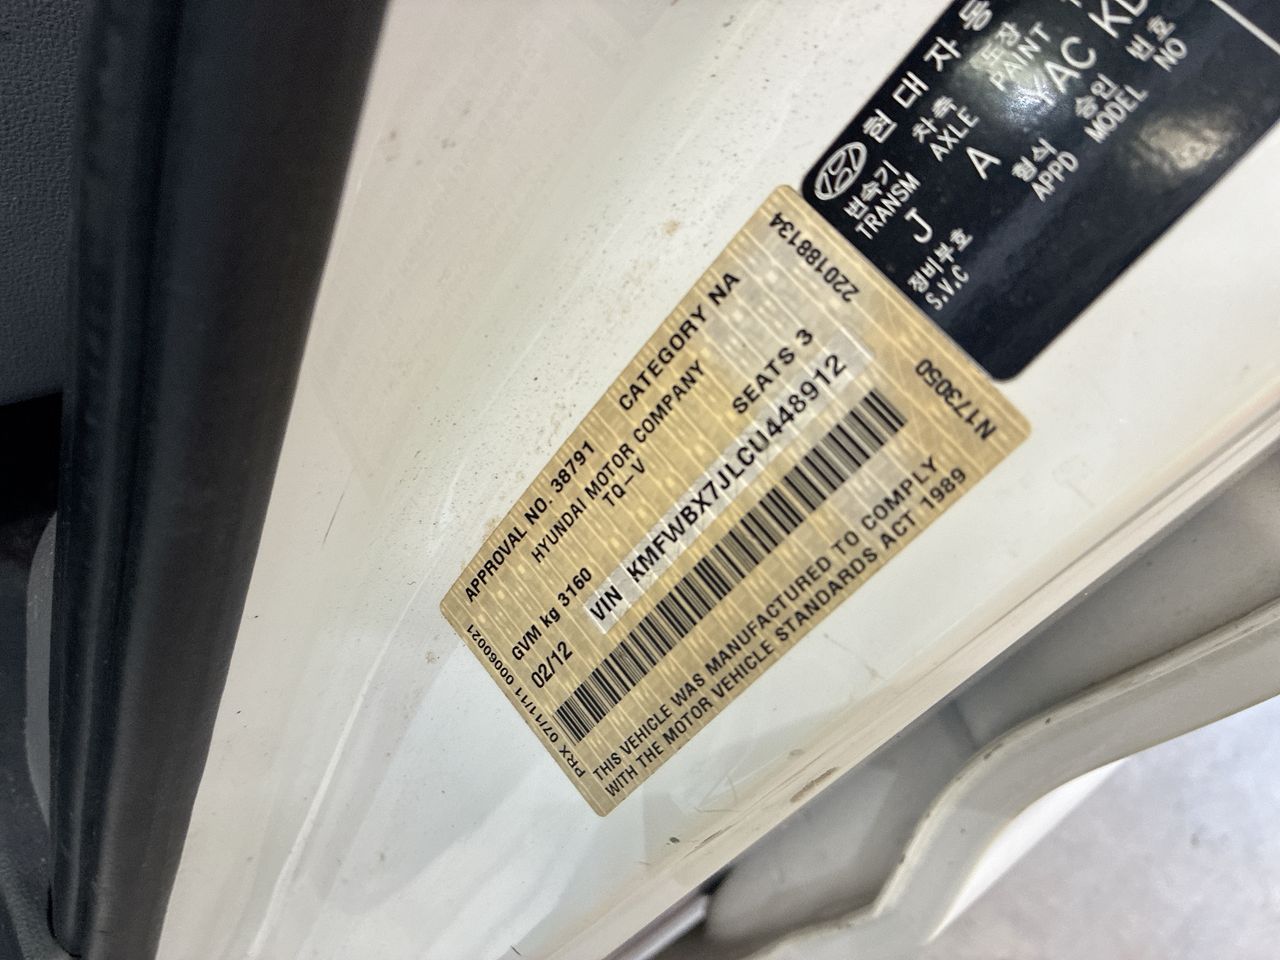 현대자동
변속기 차축 도장
TRANSM AXLE PAINT
J A YAC
정비부호 형식 승인 번호
S.V.C APPD MODEL NO
220188134
N173050
APPROVAL NO. 38791 CATEGORY NA
HYUNDAI MOTOR COMPANY
TQ-V
GVM kg 3160 SEATS 3
02/12 VIN KMFWBX7JLCU448912
THIS VEHICLE WAS MANUFACTURED TO COMPLY
WITH THE MOTOR VEHICLE STANDARDS ACT 1989
PRX 07/11/11 00060021